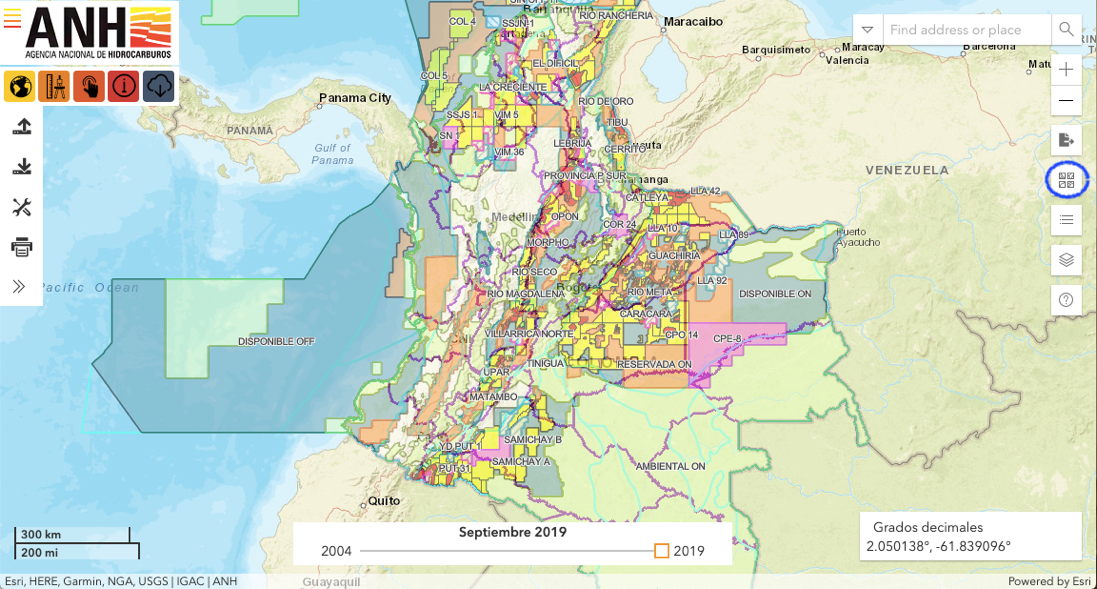 ANH
AGENCIA NACIONAL DE HIDROCARBUROS
Find address or place
Barranquilla
RIO RANCHERIA
Maracaibo
COL 4
SSJN-1
Cartagena
Barquisimeto
Maracay
Valencia
Barcelona
EL DIFICIL
COL 5
LA CRECIENTE
Panama City
RIO DE ORO
SSJS 1
VIM 5
TIBU
PANAMÁ
SN 1
LEBRIJA
CERRITO
Gulf of
Panama
VIM 36
PROVINCIA P SUR
VENEZUELA
LLA 42
CATLEYA
Medellín
OPON
COR 24
LLA 10
LLA 89
Puerto
Ayacucho
MORPHO
GUACHIRIA
RIO SECO
LLA 92
Pacific Ocean
Bogotá
RIO MAGDALENA
RIO META
DISPONIBLE ON
CARACARA
DISPONIBLE OFF
VILLARRICA NORTE
CPO 14
CPE-8
TINIGUA
RESERVADA ON
UPAR
MATAMBO
YD PUT 1
SAMICHAY B
SAMICHAY A
PUT 31
AMBIENTAL ON
Quito
300 km
200 mi
Septiembre 2019
2004
2019
Grados decimales
2.050138°, -61.839096°
Guayaquil
Esri, HERE, Garmin, NGA, USGS | IGAC | ANH
Powered by Esri